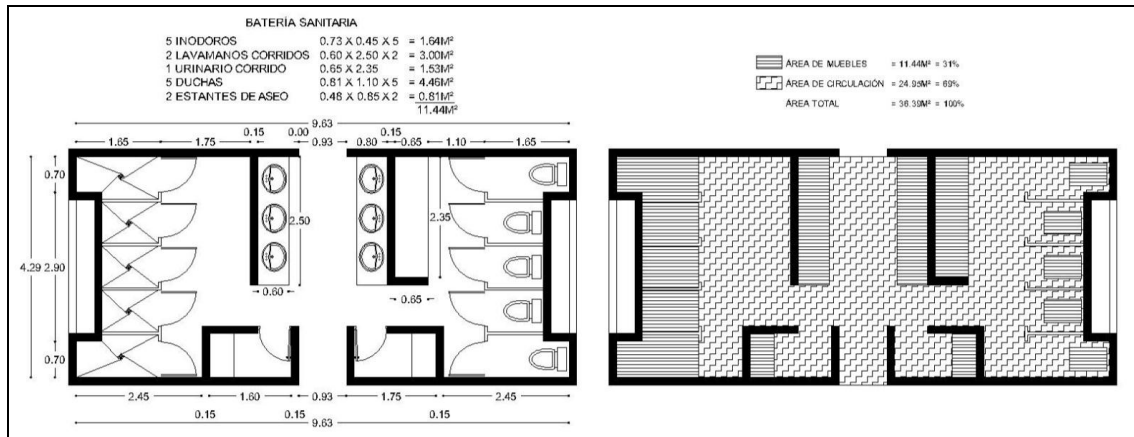 BATERÍA SANITARIA
5 INODOROS 0.73 X 0.45 X 5 = 1.64M²
2 LAVAMANOS CORRIDOS 0.60 X 2.50 X 2 = 3.00M²
1 URINARIO CORRIDO 0.65 X 2.35 = 1.53M²
5 DUCHAS 0.81 X 1.10 X 5 = 4.46M²
2 ESTANTES DE ASEO 0.48 X 0.85 X 2 = 0.81M²
11.44M²
ÁREA DE MUEBLES = 11.44M² = 31%
ÁREA DE CIRCULACIÓN = 24.95M² = 69%
ÁREA TOTAL = 36.39M² = 100%
9.63
0.15 0.00 0.15
1.65 1.75 0.93 0.80 0.65 1.10 1.65
0.70
2.50 2.35
4.29 2.90
0.60 0.65
0.70
2.45 1.60 0.93 1.75 2.45
0.15 0.15 0.15
9.63